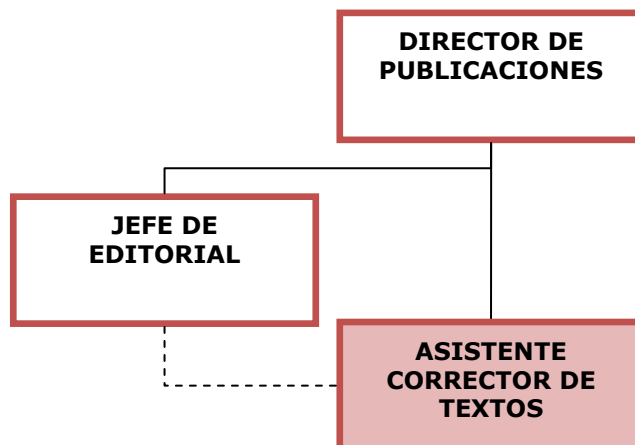 DIRECTOR DE
PUBLICACIONES
JEFE DE
EDITORIAL
ASISTENTE
CORRECTOR DE
TEXTOS